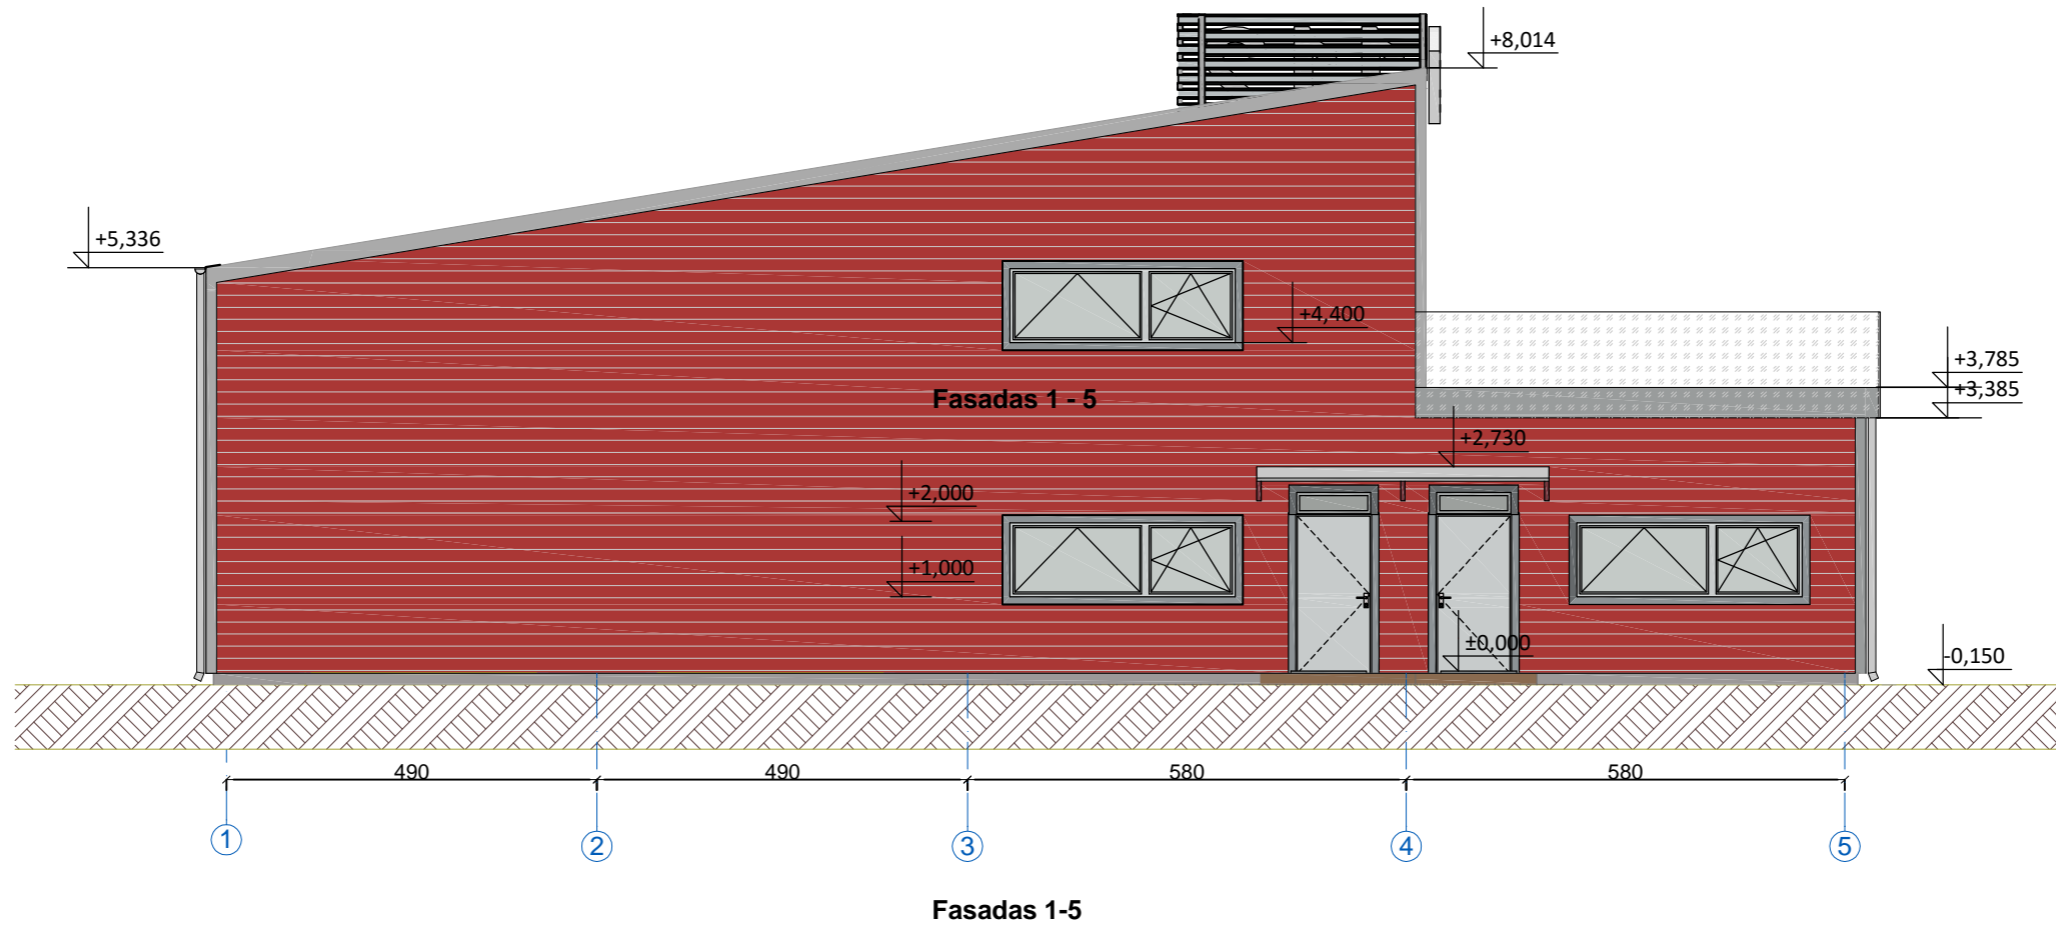 +8,014
+5,336
+4,400
+3,785
+3,385
Fasadas 1 - 5
+2,730
+2,000
+1,000
±0,000
-0,150
490 490 580 580
1 2 3 4 5
Fasadas 1-5